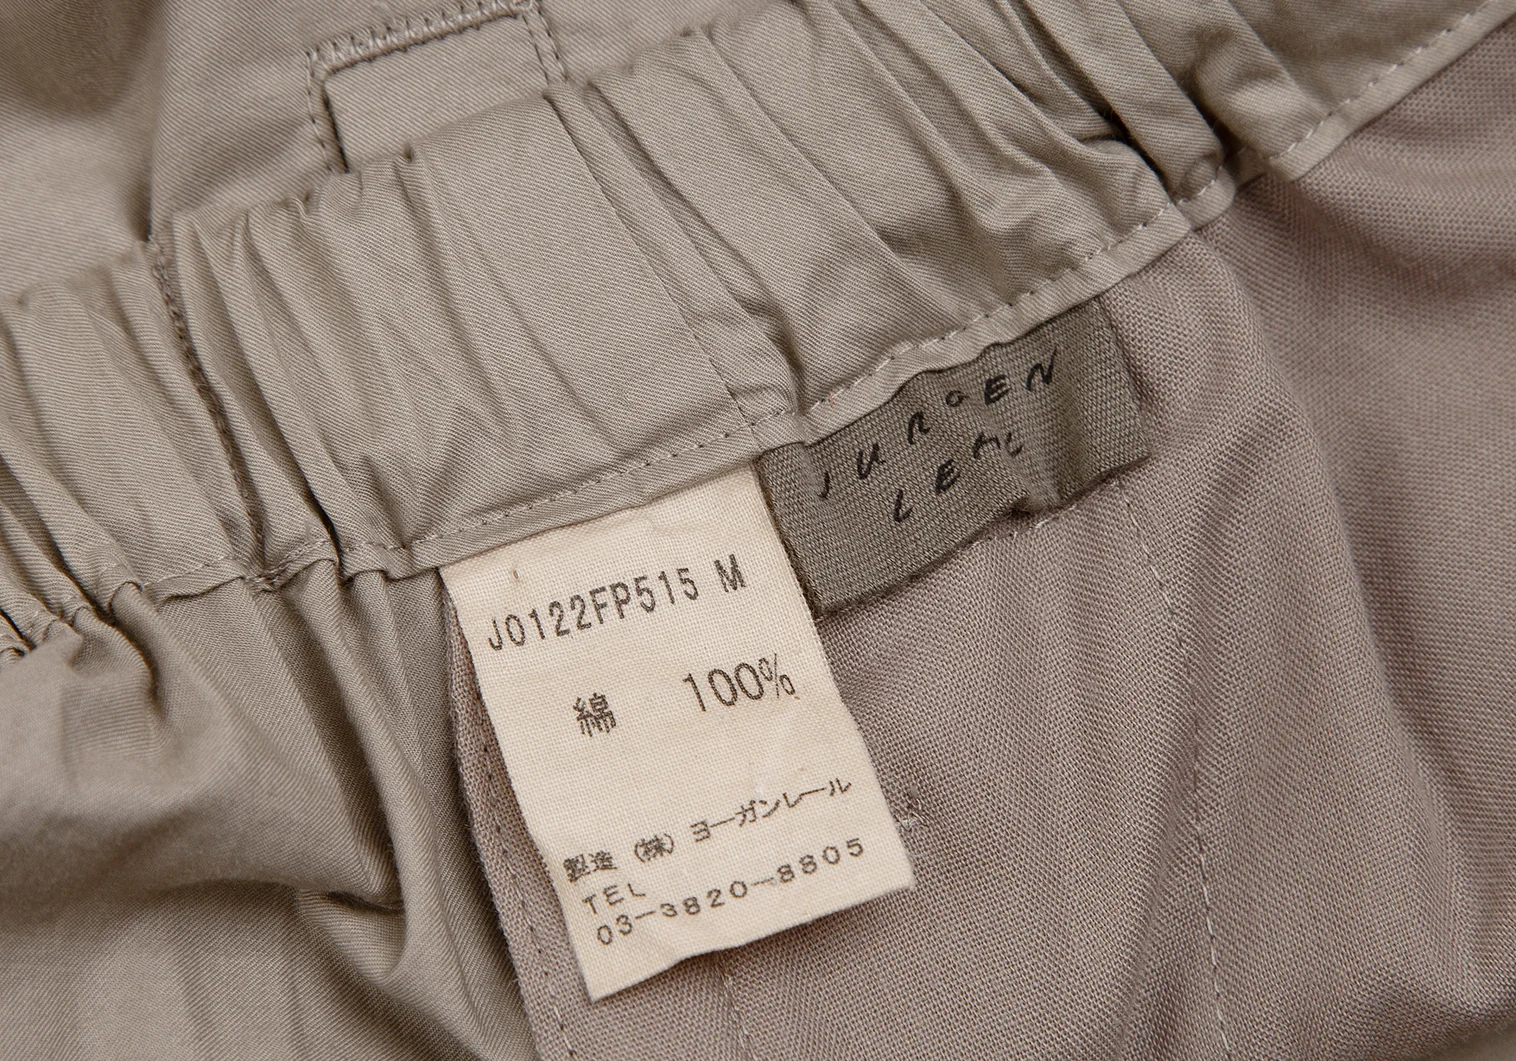 JURGEN
LEHL
J0122FP515 M
綿 100%
製造 (株) ヨーガンレール
TEL
03-3820-8805